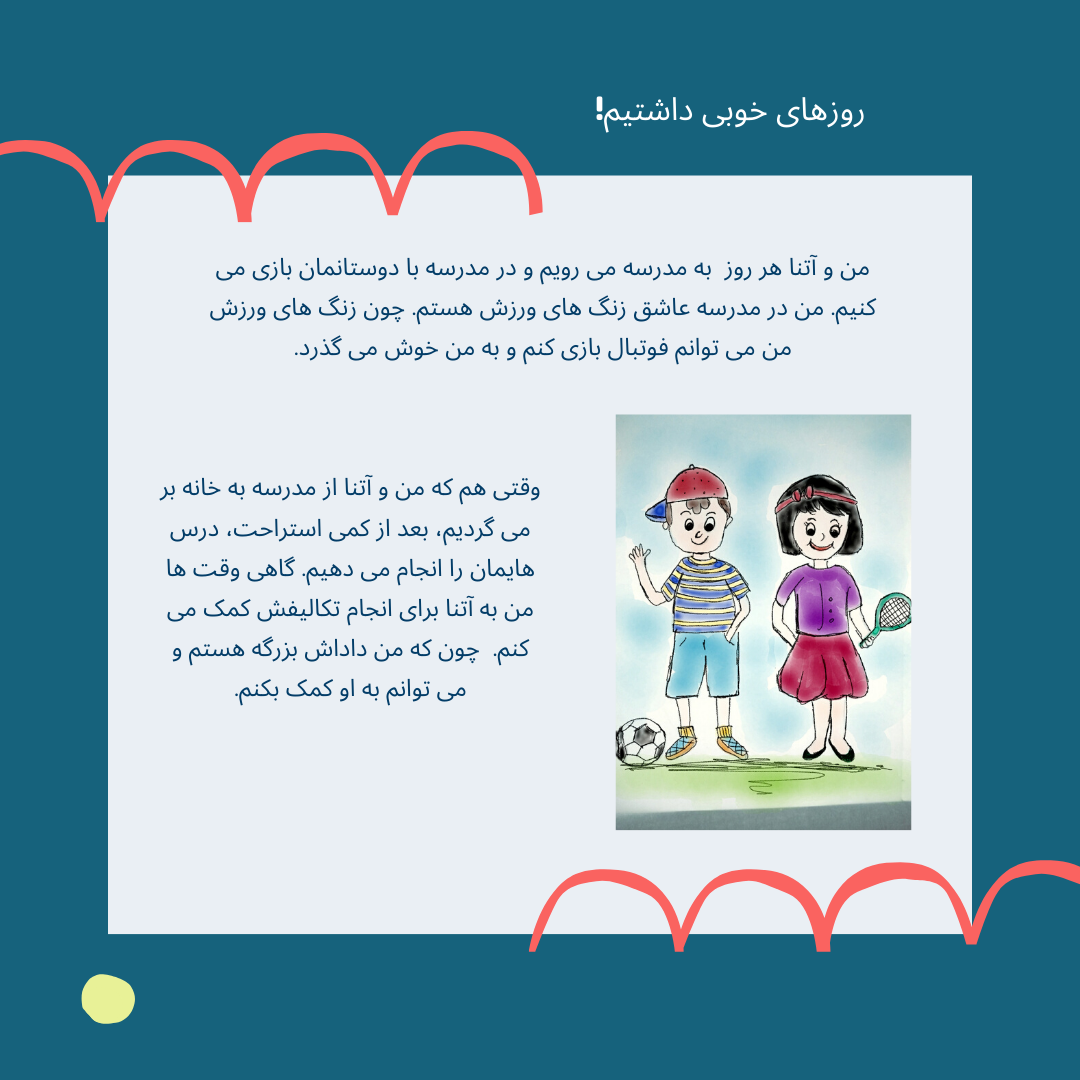 روزهای خوبی داشتیم!
من و آتنا هر روز  به مدرسه می رویم و در مدرسه با دوستانمان بازی می
کنیم. من در مدرسه عاشق زنگ های ورزش هستم. چون زنگ های ورزش
من می توانم فوتبال بازی کنم و به من خوش می گذرد.
وقتی هم که من و آتنا از مدرسه به خانه بر
می گردیم، بعد از کمی استراحت، درس
هایمان را انجام می دهیم. گاهی وقت ها
من به آتنا برای انجام تکالیفش کمک می
کنم.  چون که من داداش بزرگه هستم و
می توانم به او کمک بکنم.